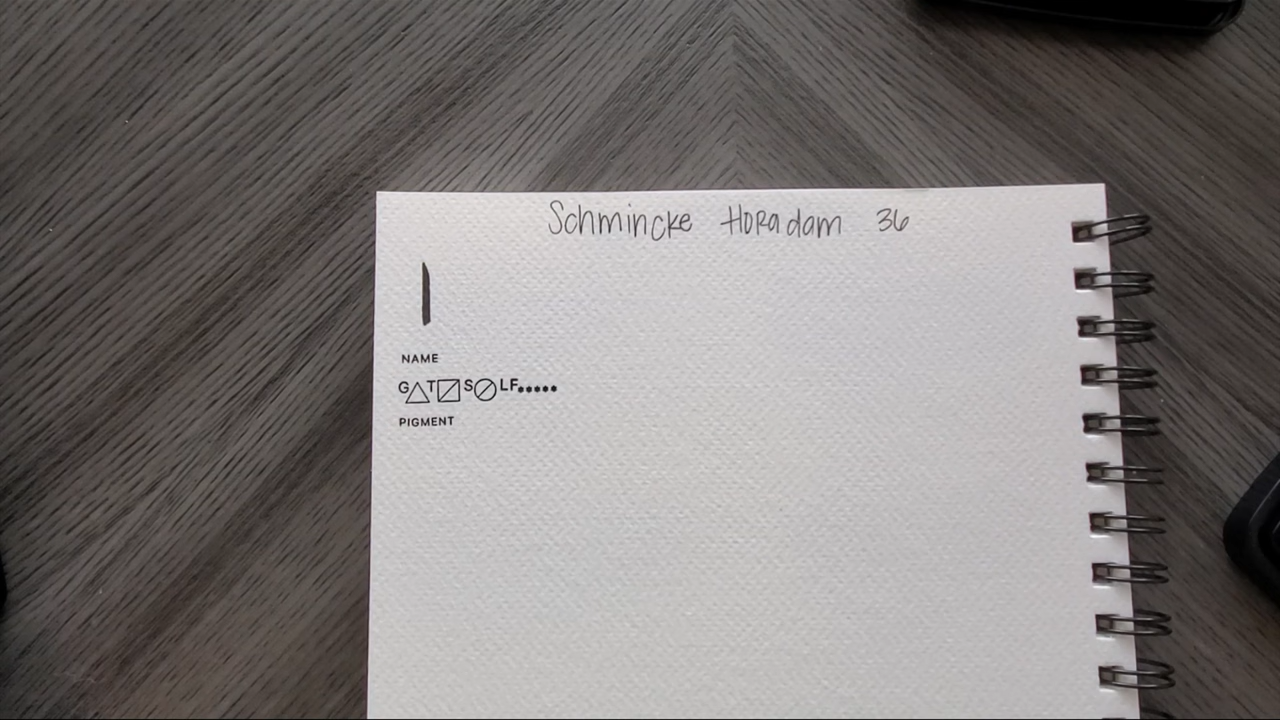 Schmincke Horadam 36
NAME
G△T⧄S⊘LF*****
PIGMENT